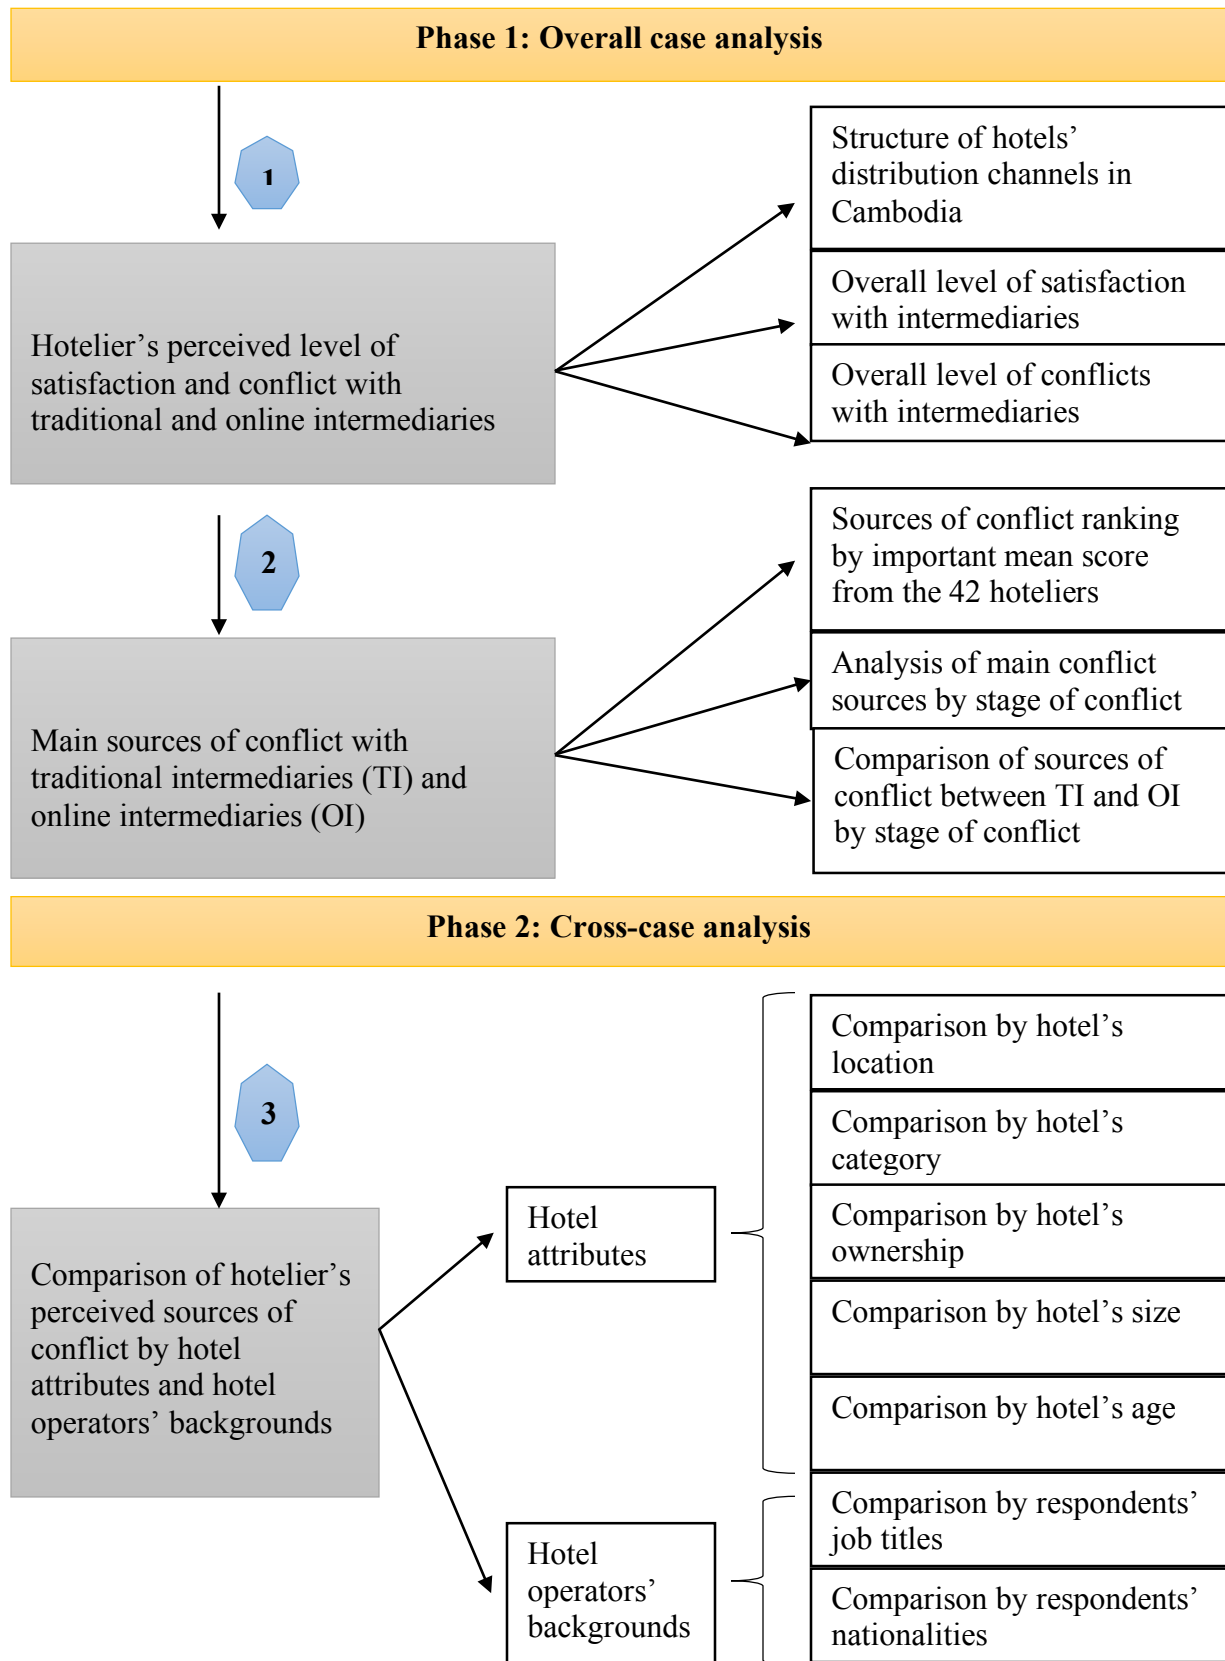 Phase 1: Overall case analysis
1
Hotelier’s perceived level of
satisfaction and conflict with
traditional and online intermediaries
Structure of hotels’
distribution channels in
Cambodia
Overall level of satisfaction
with intermediaries
Overall level of conflicts
with intermediaries
2
Main sources of conflict with
traditional intermediaries (TI) and
online intermediaries (OI)
Sources of conflict ranking
by important mean score
from the 42 hoteliers
Analysis of main conflict
sources by stage of conflict
Comparison of sources of
conflict between TI and OI
by stage of conflict
Phase 2: Cross-case analysis
3
Comparison of hotelier’s
perceived sources of
conflict by hotel
attributes and hotel
operators’ backgrounds
Hotel
attributes
Comparison by hotel’s
location
Comparison by hotel’s
category
Comparison by hotel’s
ownership
Comparison by hotel’s size
Comparison by hotel’s age
Hotel
operators’
backgrounds
Comparison by respondents’
job titles
Comparison by respondents’
nationalities